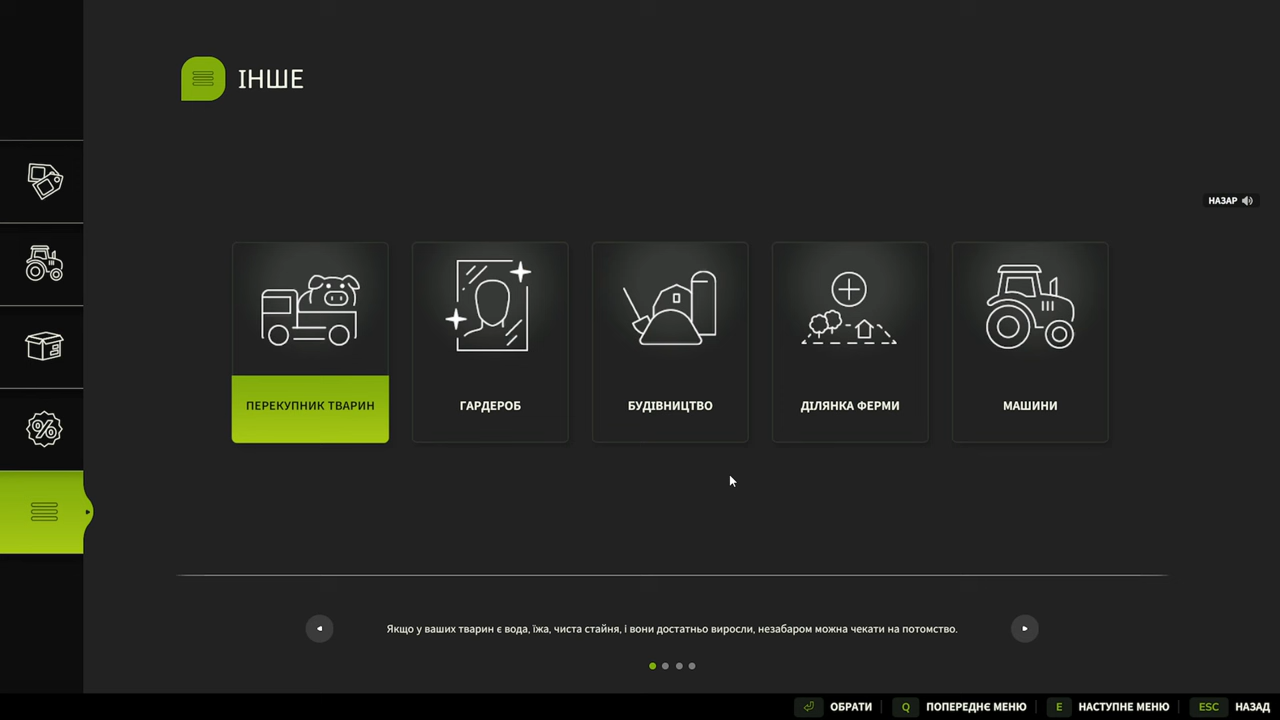 ІНШЕ
НАЗАР
ПЕРЕКУПНИК ТВАРИН
ГАРДЕРОБ
БУДІВНИЦТВО
ДІЛЯНКА ФЕРМИ
МАШИНИ
Якщо у ваших тварин є вода, їжа, чиста стайня, і вони достатньо виросли, незабаром можна чекати на потомство.
ОБРАТИ Q ПОПЕРЕДНЄ МЕНЮ E НАСТУПНЕ МЕНЮ ESC НАЗАД